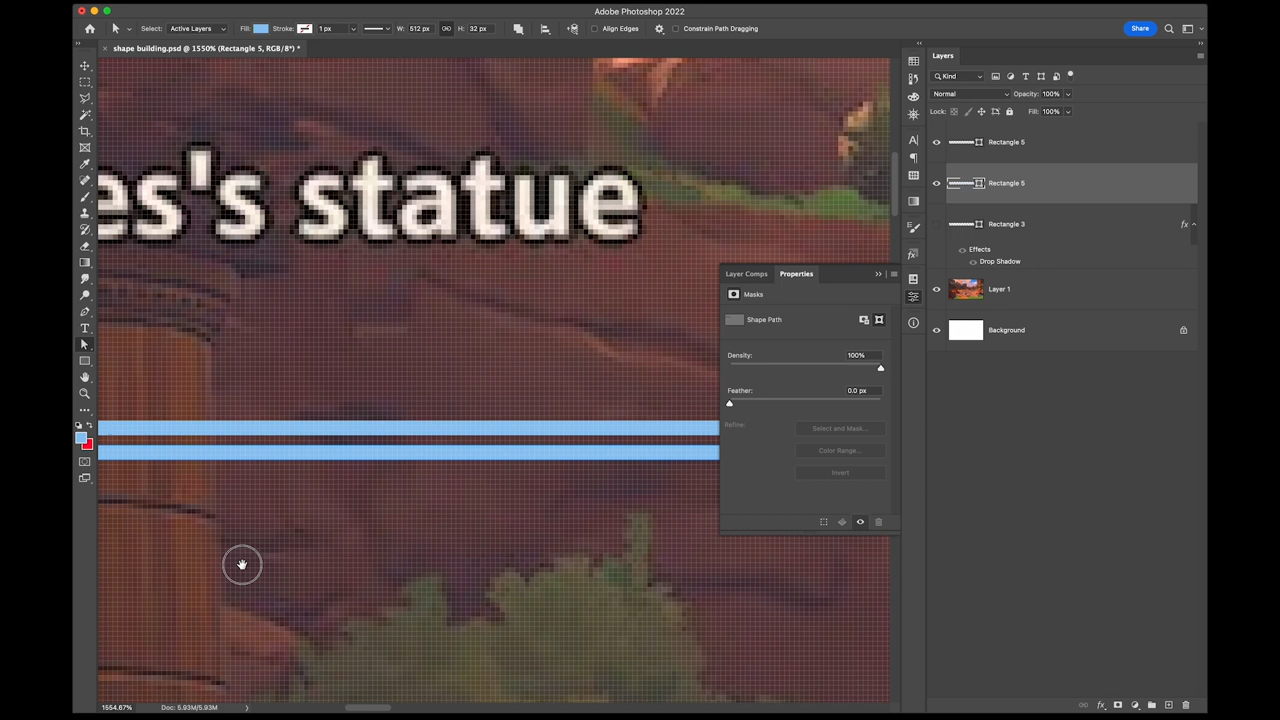 Adobe Photoshop 2022
Select: Active Layers Fill: Stroke: 1 px W: 512 px H: 32 px Align Edges Constrain Path Dragging Share
shape building.psd @ 1550% (Rectangle 5, RGB/8*) *
Layers
Kind
Normal Opacity: 100%
Lock: Fill: 100%
Rectangle 5
es's statue
Rectangle 5
Rectangle 3 fx
Effects
Drop Shadow
Layer 1
Background
Layer Comps Properties
Masks
Shape Path
Density: 100%
Feather: 0.0 px
Refine: Select and Mask...
Color Range...
Invert
1554.67% Doc: 5.93M/5.93M